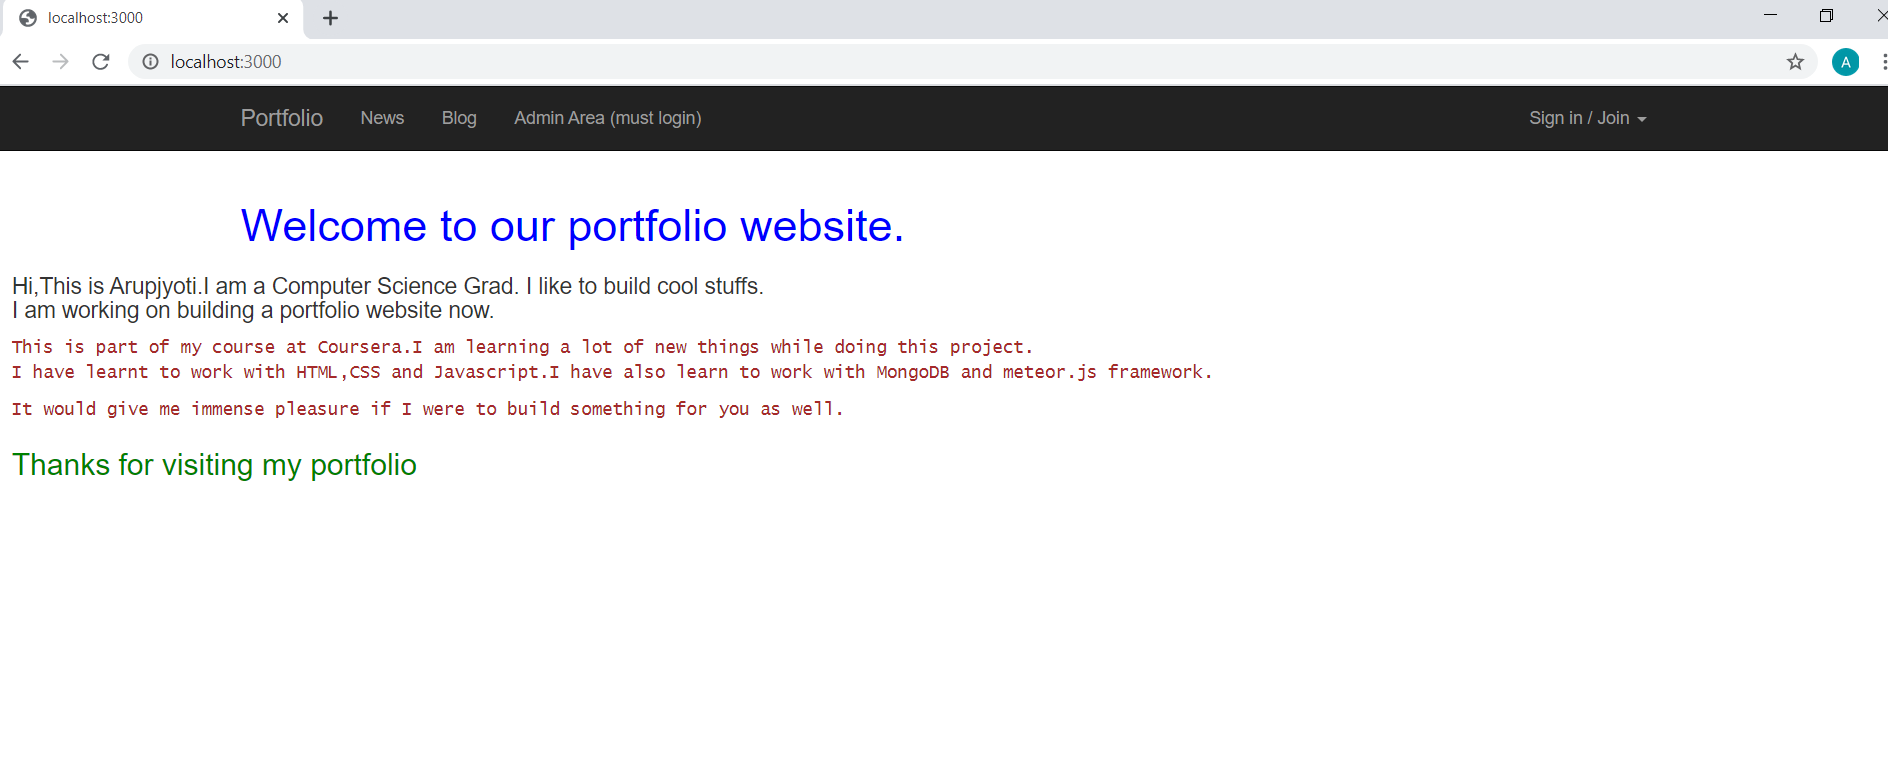 localhost:3000
localhost:3000
A
Portfolio News Blog Admin Area (must login) Sign in / Join
Welcome to our portfolio website.
Hi,This is Arupjyoti.I am a Computer Science Grad. I like to build cool stuffs.
I am working on building a portfolio website now.
This is part of my course at Coursera.I am learning a lot of new things while doing this project.
I have learnt to work with HTML,CSS and Javascript.I have also learn to work with MongoDB and meteor.js framework.
It would give me immense pleasure if I were to build something for you as well.
Thanks for visiting my portfolio